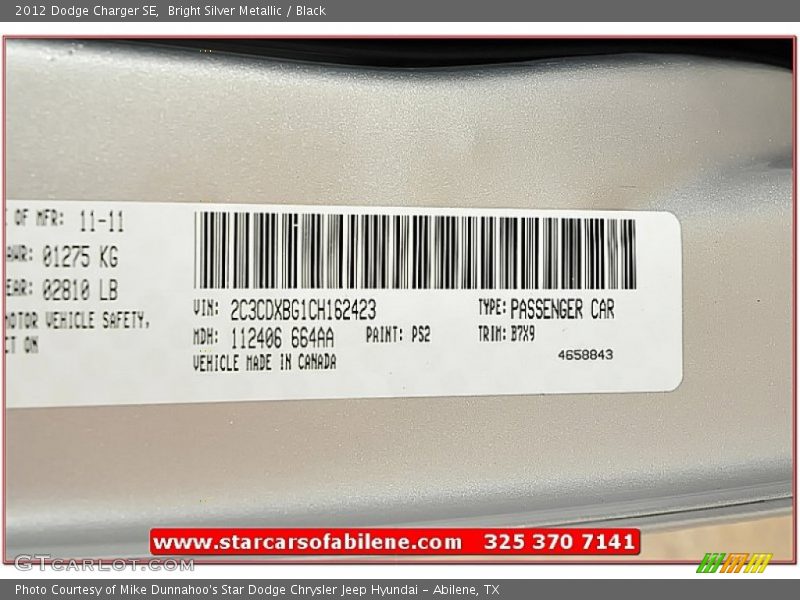 2012 Dodge Charger SE,  Bright Silver Metallic / Black
E OF MFR: 11-11
AWR: 01275 KG
EAR: 02810 LB
MOTOR VEHICLE SAFETY,
CT ON
VIN: 2C3CDXBG1CH162423
TYPE: PASSENGER CAR
MDH: 112406 664AA
PAINT: PS2
TRIM: B7X9
VEHICLE MADE IN CANADA
4658843
www.starcarsofabilene.com  325 370 7141
GTCARLOT.COM
Photo Courtesy of Mike Dunnahoo's Star Dodge Chrysler Jeep Hyundai - Abilene, TX